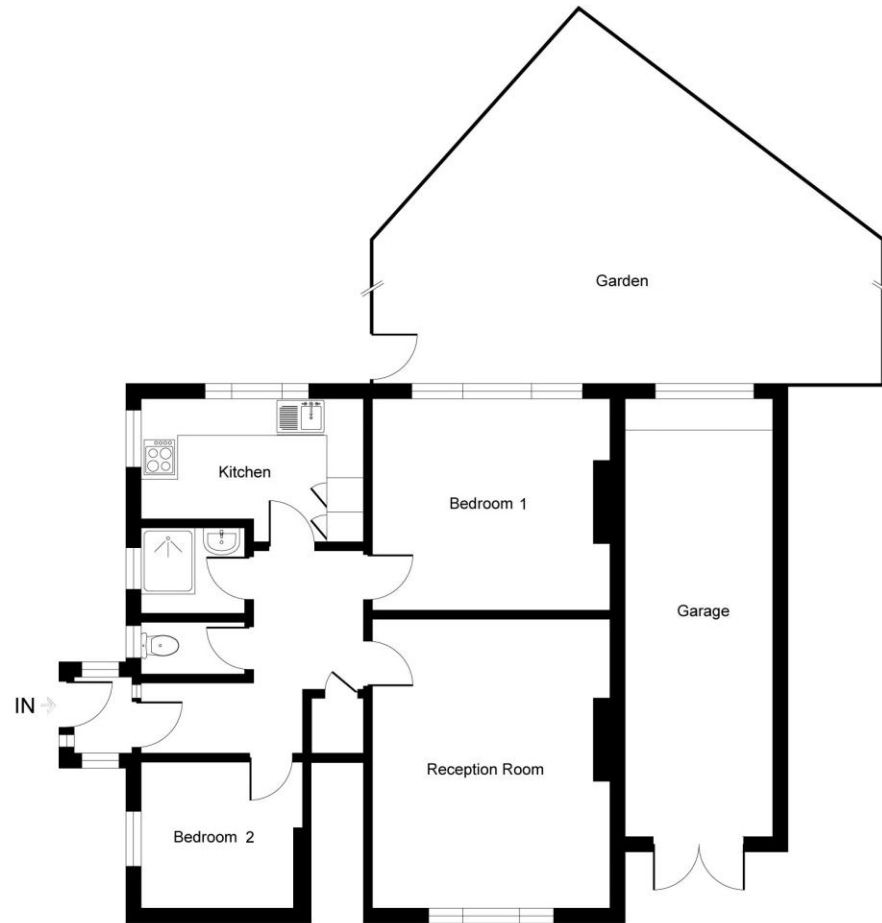 Garden
Kitchen
Bedroom 1
Garage
IN
Reception Room
Bedroom 2